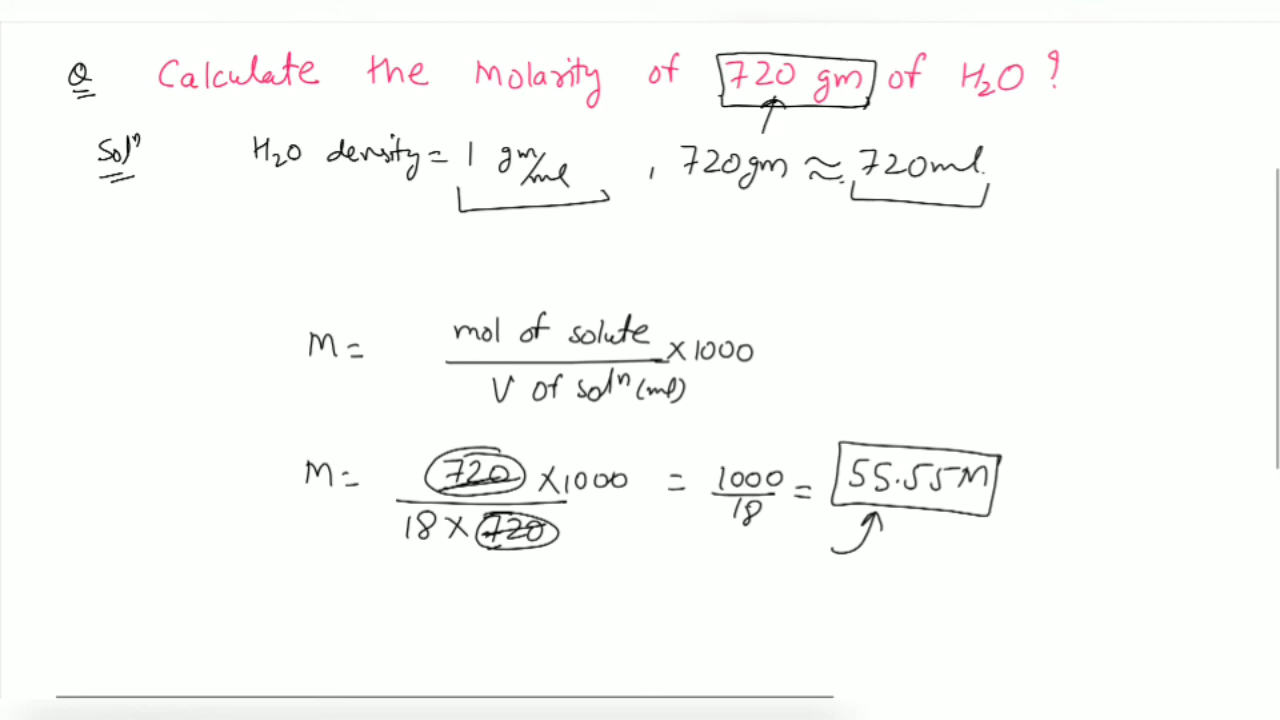 Q Calculate the Molarity of 720 gm of H₂O ?
Solⁿ H₂O density = 1 gm/ml , 720gm ≈ 720ml.
M = mol of solute / V of solⁿ (ml) × 1000
M = 720 / 18 × 720 × 1000 = 1000 / 18 = 55.55M